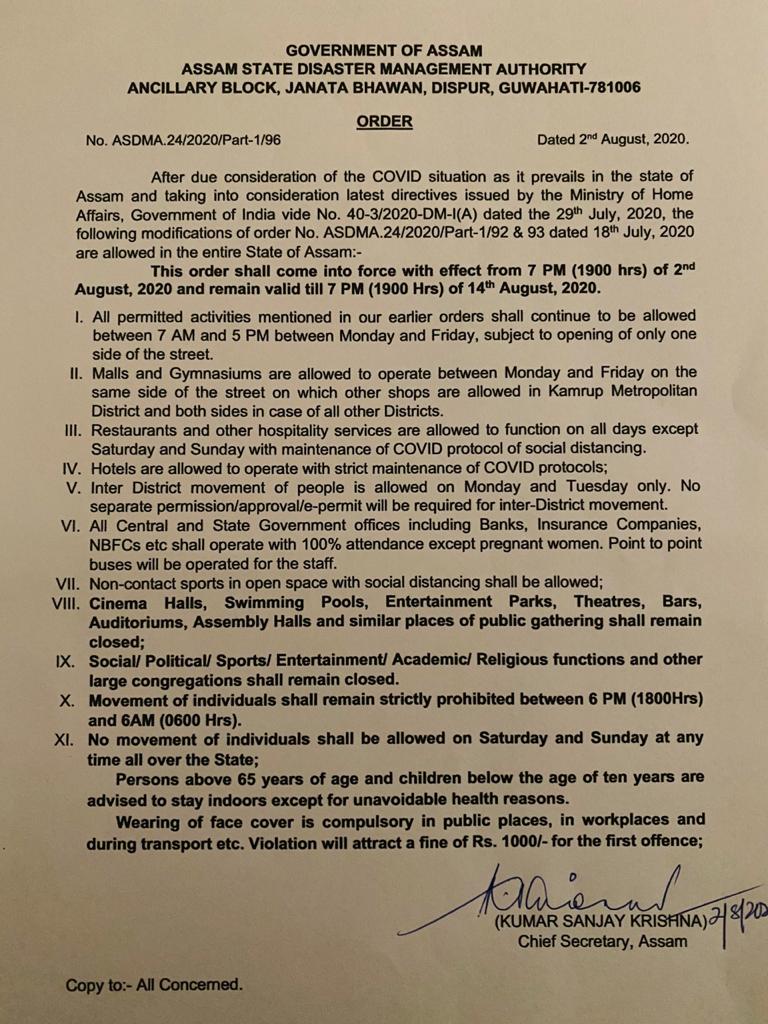 GOVERNMENT OF ASSAM
ASSAM STATE DISASTER MANAGEMENT AUTHORITY
ANCILLARY BLOCK, JANATA BHAWAN, DISPUR, GUWAHATI-781006
ORDER
No. ASDMA.24/2020/Part-1/96 Dated 2nd August, 2020.
After due consideration of the COVID situation as it prevails in the state of
Assam and taking into consideration latest directives issued by the Ministry of Home
Affairs, Government of India vide No. 40-3/2020-DM-I(A) dated the 29th July, 2020, the
following modifications of order No. ASDMA.24/2020/Part-1/92 & 93 dated 18th July, 2020
are allowed in the entire State of Assam:-
This order shall come into force with effect from 7 PM (1900 hrs) of 2nd
August, 2020 and remain valid till 7 PM (1900 Hrs) of 14th August, 2020.
I. All permitted activities mentioned in our earlier orders shall continue to be allowed
between 7 AM and 5 PM between Monday and Friday, subject to opening of only one
side of the street.
II. Malls and Gymnasiums are allowed to operate between Monday and Friday on the
same side of the street on which other shops are allowed in Kamrup Metropolitan
District and both sides in case of all other Districts.
III. Restaurants and other hospitality services are allowed to function on all days except
Saturday and Sunday with maintenance of COVID protocol of social distancing.
IV. Hotels are allowed to operate with strict maintenance of COVID protocols;
V. Inter District movement of people is allowed on Monday and Tuesday only. No
separate permission/approval/e-permit will be required for inter-District movement.
VI. All Central and State Government offices including Banks, Insurance Companies,
NBFCs etc shall operate with 100% attendance except pregnant women. Point to point
buses will be operated for the staff.
VII. Non-contact sports in open space with social distancing shall be allowed;
VIII. Cinema Halls, Swimming Pools, Entertainment Parks, Theatres, Bars,
Auditoriums, Assembly Halls and similar places of public gathering shall remain
closed;
IX. Social/ Political/ Sports/ Entertainment/ Academic/ Religious functions and other
large congregations shall remain closed.
X. Movement of individuals shall remain strictly prohibited between 6 PM (1800Hrs)
and 6AM (0600 Hrs).
XI. No movement of individuals shall be allowed on Saturday and Sunday at any
time all over the State;
Persons above 65 years of age and children below the age of ten years are
advised to stay indoors except for unavoidable health reasons.
Wearing of face cover is compulsory in public places, in workplaces and
during transport etc. Violation will attract a fine of Rs. 1000/- for the first offence;
(KUMAR SANJAY KRISHNA) 2/8/202
Chief Secretary, Assam
Copy to:- All Concerned.